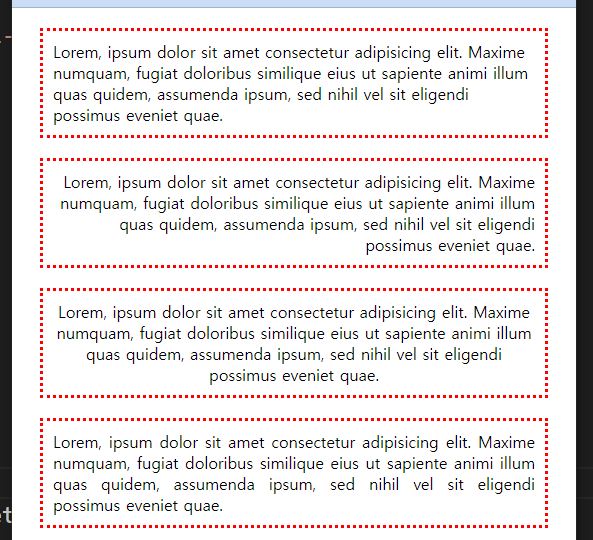 Lorem, ipsum dolor sit amet consectetur adipisicing elit. Maxime
numquam, fugiat doloribus similique eius ut sapiente animi illum
quas quidem, assumenda ipsum, sed nihil vel sit eligendi
possimus eveniet quae.
Lorem, ipsum dolor sit amet consectetur adipisicing elit. Maxime
numquam, fugiat doloribus similique eius ut sapiente animi illum
quas quidem, assumenda ipsum, sed nihil vel sit eligendi
possimus eveniet quae.
Lorem, ipsum dolor sit amet consectetur adipisicing elit. Maxime
numquam, fugiat doloribus similique eius ut sapiente animi illum
quas quidem, assumenda ipsum, sed nihil vel sit eligendi
possimus eveniet quae.
Lorem, ipsum dolor sit amet consectetur adipisicing elit. Maxime
numquam, fugiat doloribus similique eius ut sapiente animi illum
quas quidem, assumenda ipsum, sed nihil vel sit eligendi
possimus eveniet quae.